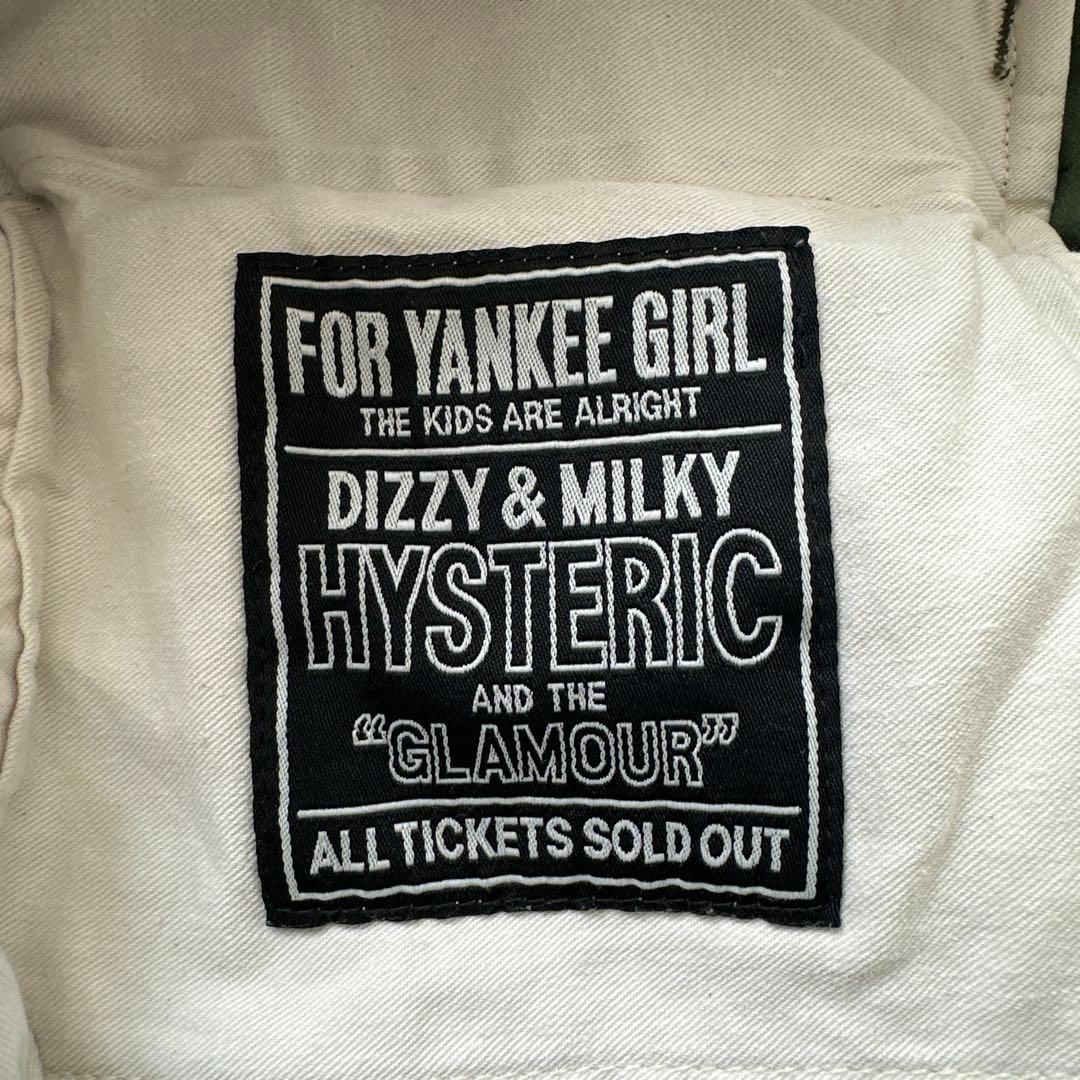 FOR YANKEE GIRL
THE KIDS ARE ALRIGHT
DIZZY & MILKY
HYSTERIC
AND THE
“GLAMOUR”
ALL TICKETS SOLD OUT